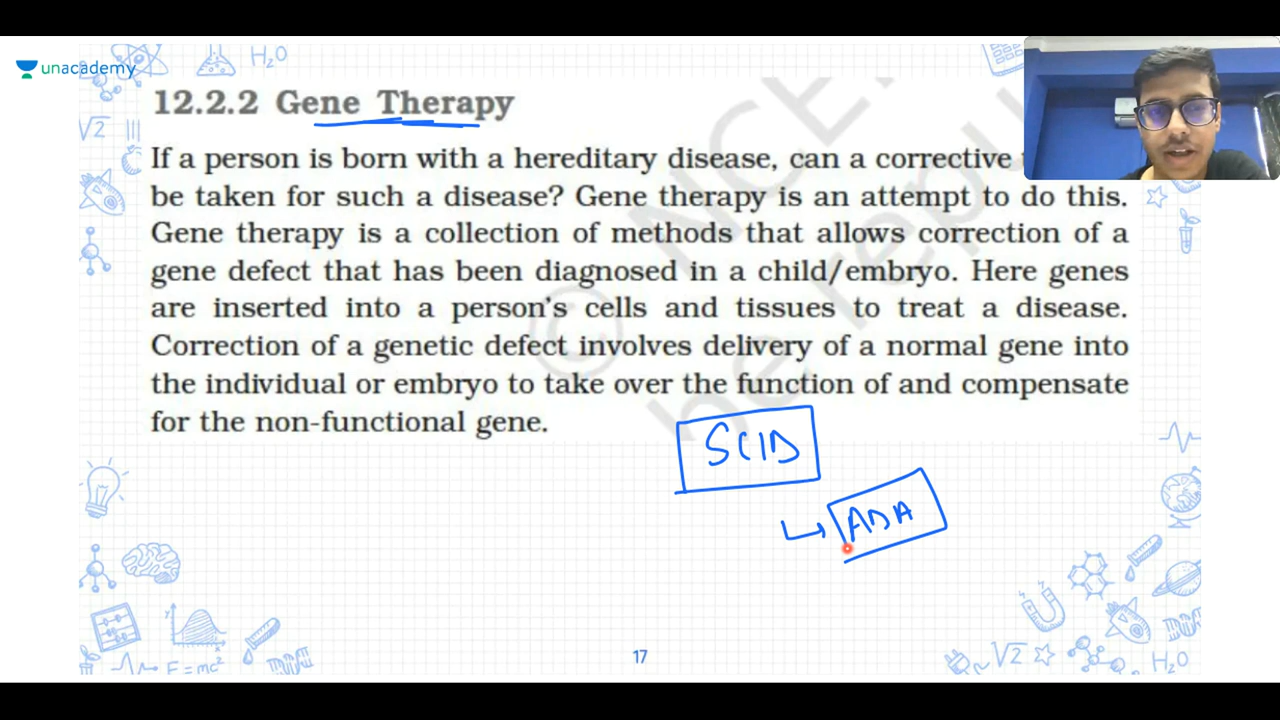 unacademy
H₂O
√2
12.2.2 Gene Therapy
If a person is born with a hereditary disease, can a corrective
be taken for such a disease? Gene therapy is an attempt to do this.
Gene therapy is a collection of methods that allows correction of a
gene defect that has been diagnosed in a child/embryo. Here genes
are inserted into a person's cells and tissues to treat a disease.
Correction of a genetic defect involves delivery of a normal gene into
the individual or embryo to take over the function of and compensate
for the non-functional gene.
SCID
ADA
F = mc²
17
√2
H₂O